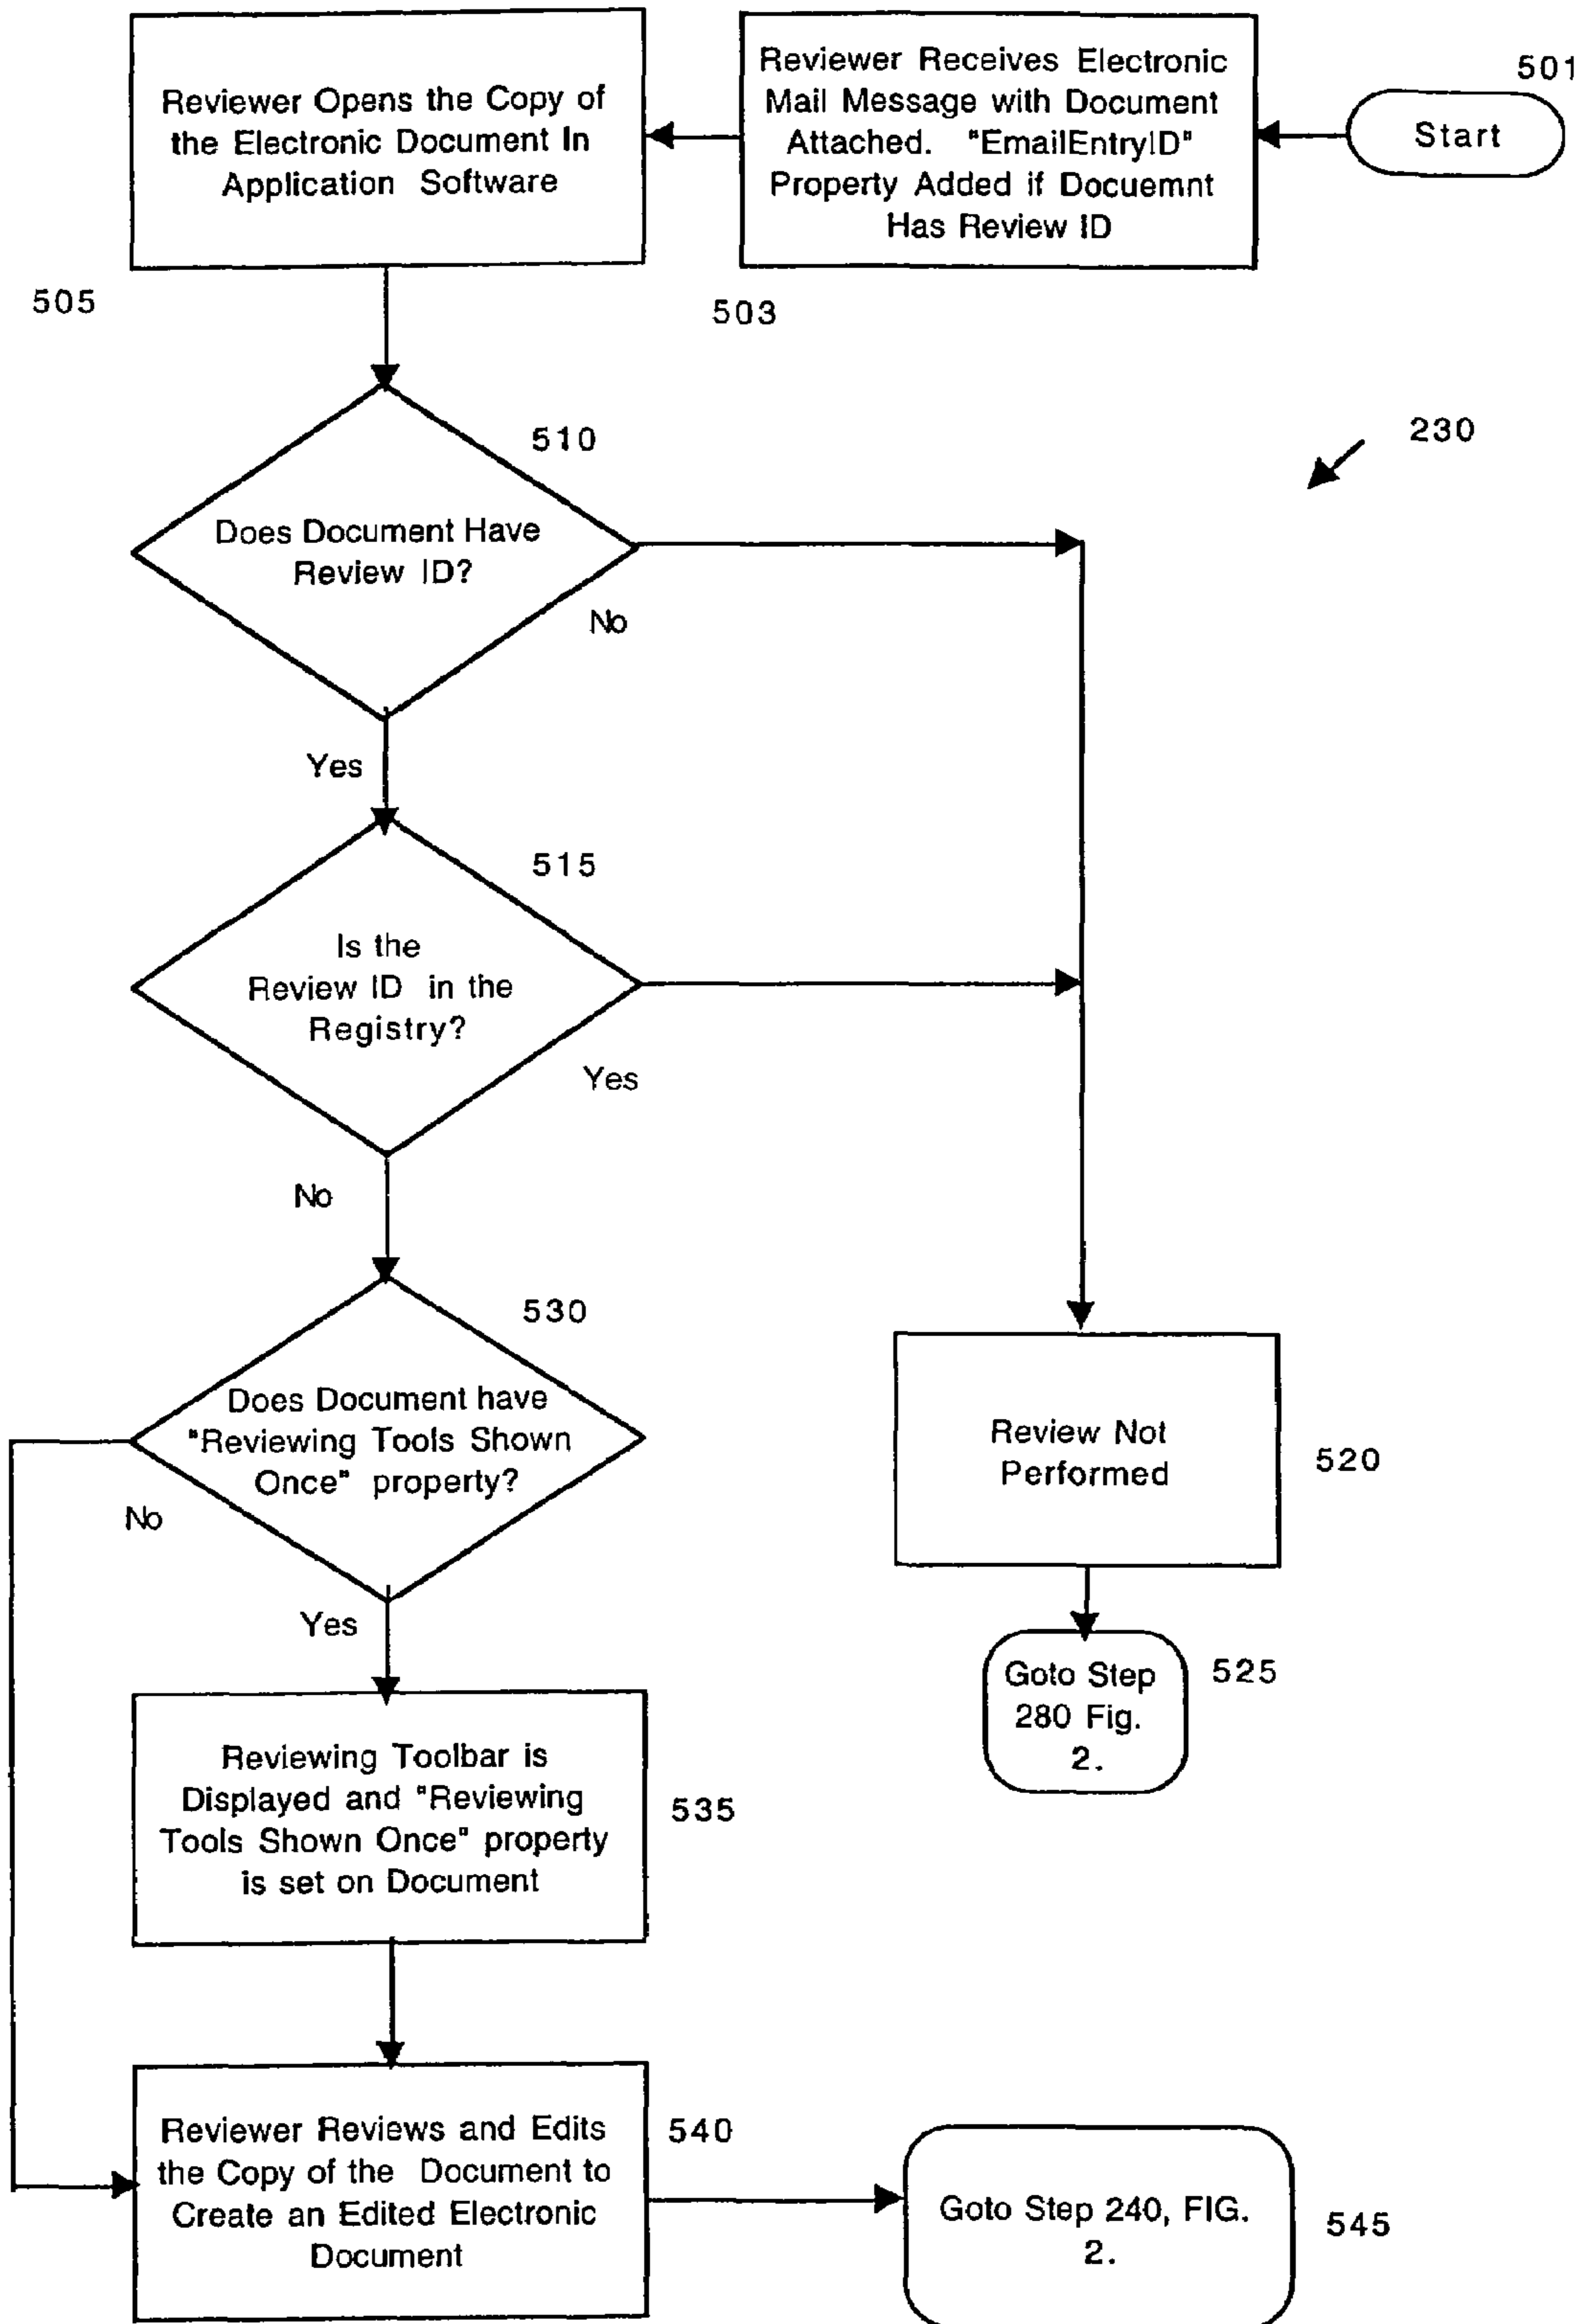 501
Start
Reviewer Receives Electronic
Mail Message with Document
Attached. "EmailEntryID"
Property Added if Docuemnt
Has Review ID
503
Reviewer Opens the Copy of
the Electronic Document In
Application Software
505
510
Does Document Have
Review ID?
No
Yes
230
515
Is the
Review ID in the
Registry?
Yes
No
530
Does Document have
"Reviewing Tools Shown
Once" property?
No
Yes
Review Not
Performed
520
Goto Step
280 Fig.
2.
525
Reviewing Toolbar is
Displayed and "Reviewing
Tools Shown Once" property
is set on Document
535
Reviewer Reviews and Edits
the Copy of the Document to
Create an Edited Electronic
Document
540
Goto Step 240, FIG.
2.
545